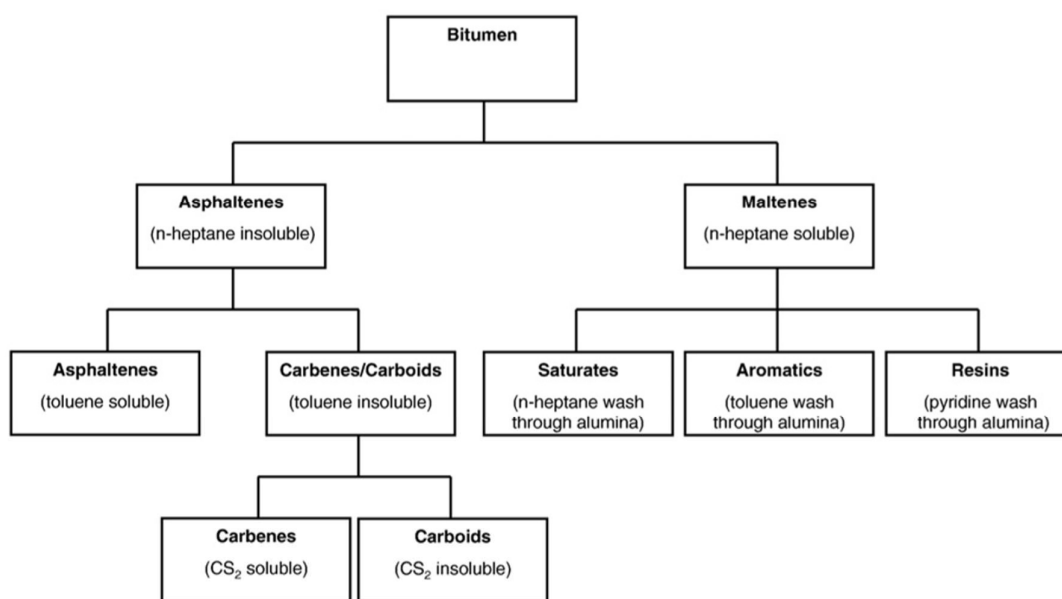 Bitumen
Asphaltenes
(n-heptane insoluble)
Maltenes
(n-heptane soluble)
Asphaltenes
(toluene soluble)
Carbenes/Carboids
(toluene insoluble)
Saturates
(n-heptane wash
through alumina)
Aromatics
(toluene wash
through alumina)
Resins
(pyridine wash
through alumina)
Carbenes
(CS₂ soluble)
Carboids
(CS₂ insoluble)